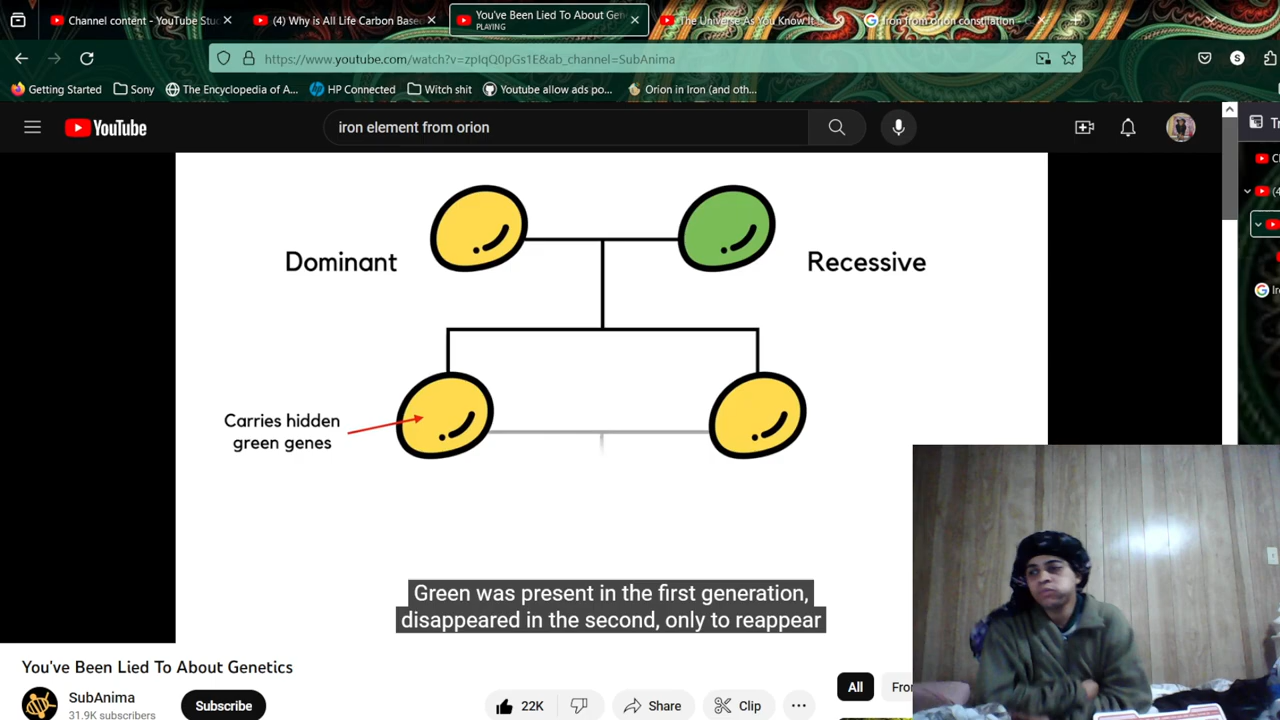 Channel content - YouTube Stu
(4) Why is All Life Carbon Base
You've Been Lied To About Gen
PLAYING
The Universe As You Know It
Iron from orion constilation - G
https://www.youtube.com/watch?v=zpIqQ0pGs1E&ab_channel=SubAnima
S
Getting Started
Sony
The Encyclopedia of A...
HP Connected
Witch shit
Youtube allow ads po...
Orion in Iron (and oth...
YouTube
iron element from orion
Tr
(4
Dominant
Recessive
Carries hidden
green genes
Green was present in the first generation,
disappeared in the second, only to reappear
You've Been Lied To About Genetics
SubAnima
31.9K subscribers
Subscribe
22K
Share
Clip
All
Fro